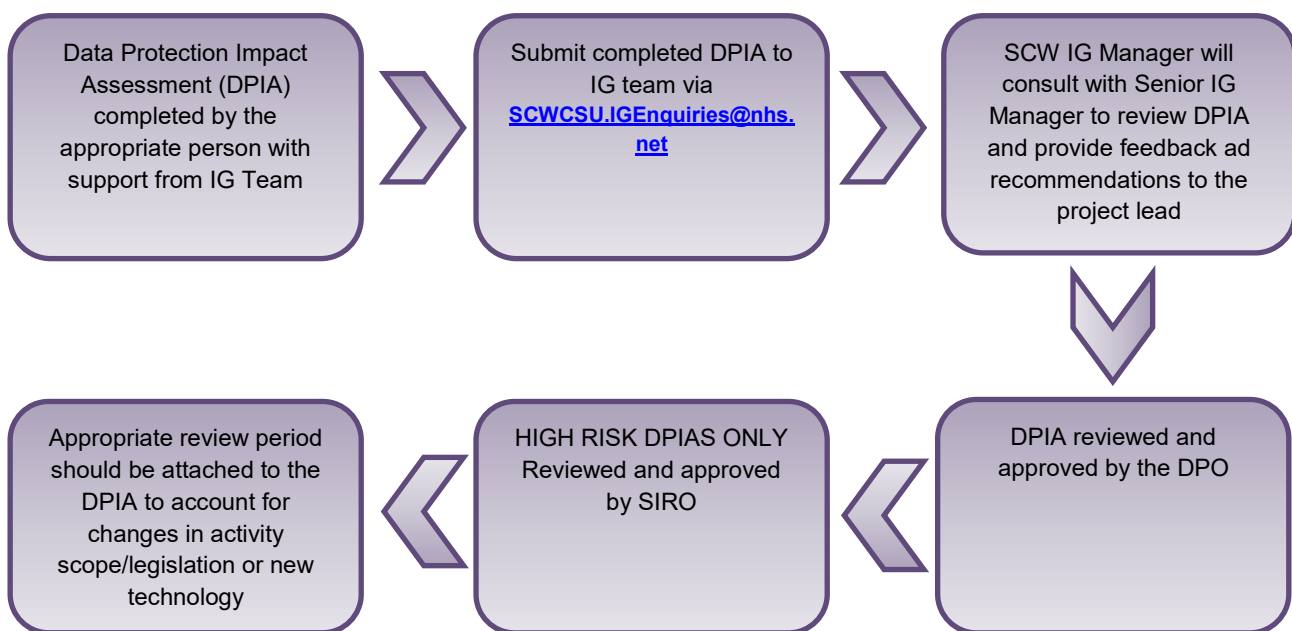 Data Protection Impact
Assessment (DPIA)
completed by the
appropriate person with
support from IG Team
Submit completed DPIA to
IG team via
SCWCSU.IGEnquiries@nhs.
net
SCW IG Manager will
consult with Senior IG
Manager to review DPIA
and provide feedback ad
recommendations to the
project lead
DPIA reviewed and
approved by the DPO
HIGH RISK DPIAS ONLY
Reviewed and approved
by SIRO
Appropriate review period
should be attached to the
DPIA to account for
changes in activity
scope/legislation or new
technology